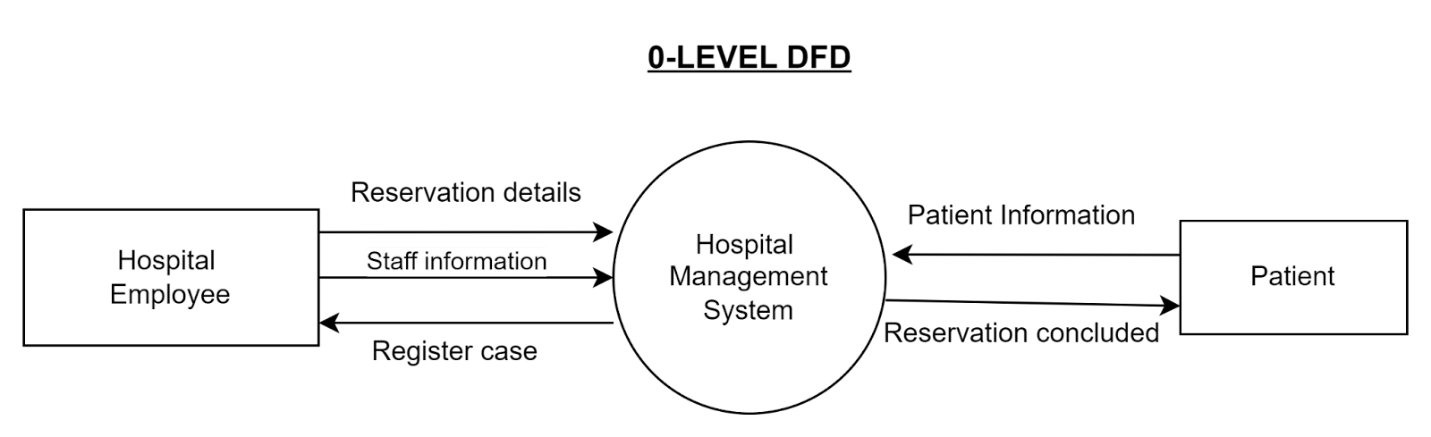 0-LEVEL DFD
Reservation details
Hospital
Employee
Staff information
Register case
Hospital
Management
System
Patient Information
Patient
Reservation concluded